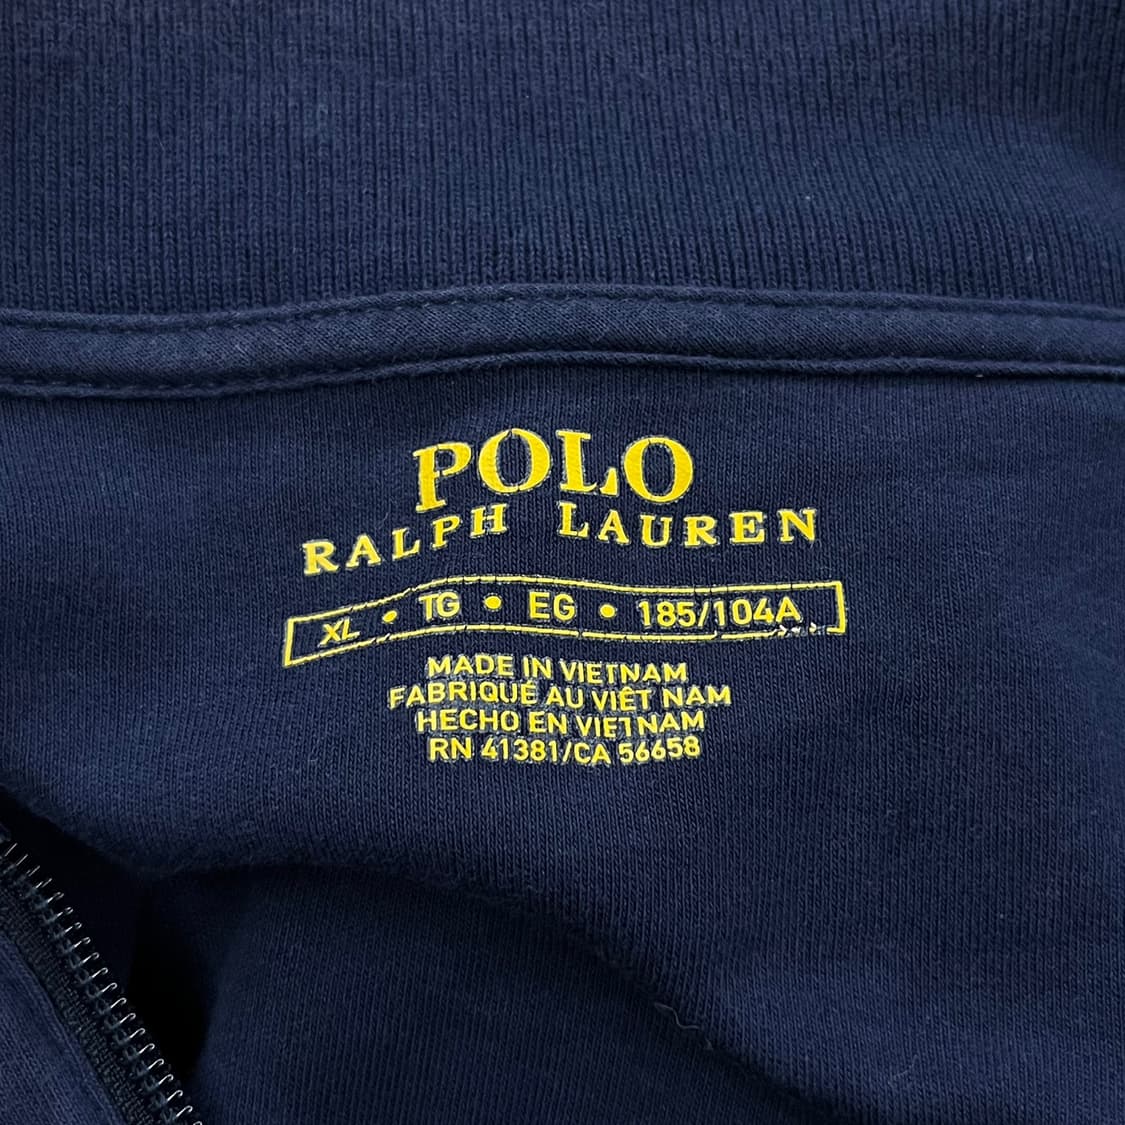 POLO
RALPH LAUREN
XL • TG • EG • 185/104A
MADE IN VIETNAM
FABRIQUÉ AU VIÊT NAM
HECHO EN VIETNAM
RN 41381/CA 56658